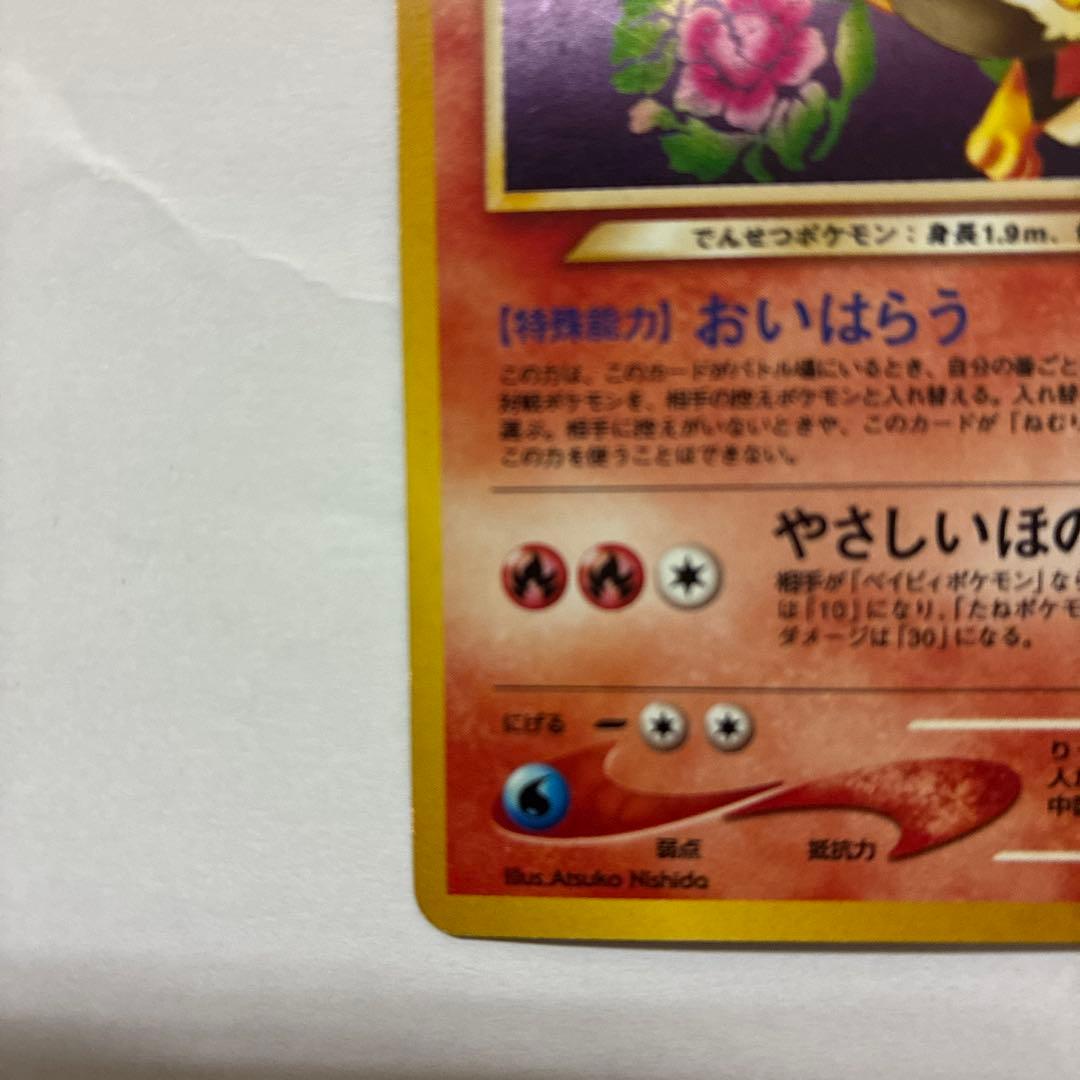 でんせつポケモン：身長1.9m、
[特殊能力] おいはらう
この力は、このカードがバトル場にいるとき、自分の番ごと
対戦ポケモンを、相手の控えポケモンと入れ替える。入れ替
選ぶ。相手に控えがいないときや、このカードが「ねむり
この力を使うことはできない。
やさしいほの
相手が「ベイビィポケモン」なら
は「10」になり、「たねポケモ
ダメージは「30」になる。
にげる
り
人
中
弱点 抵抗力
Illus.Atsuko Nishida